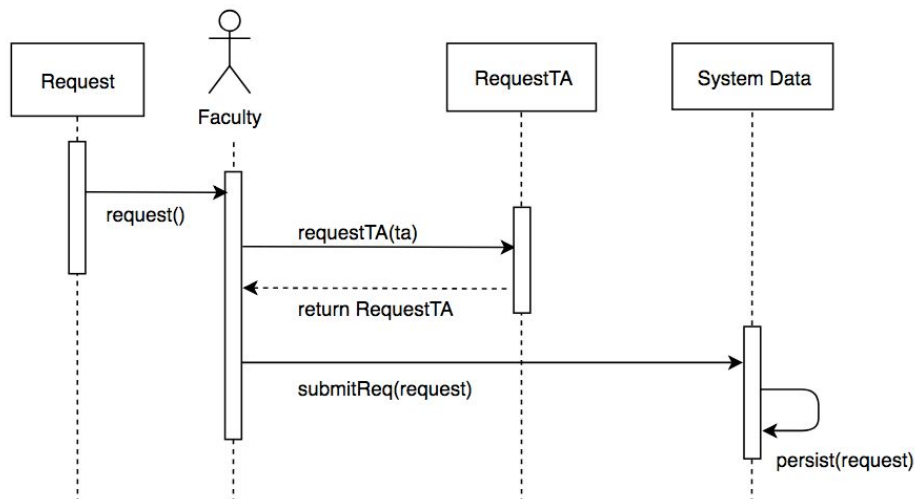 Request
Faculty
RequestTA
System Data
request()
requestTA(ta)
return RequestTA
submitReq(request)
persist(request)